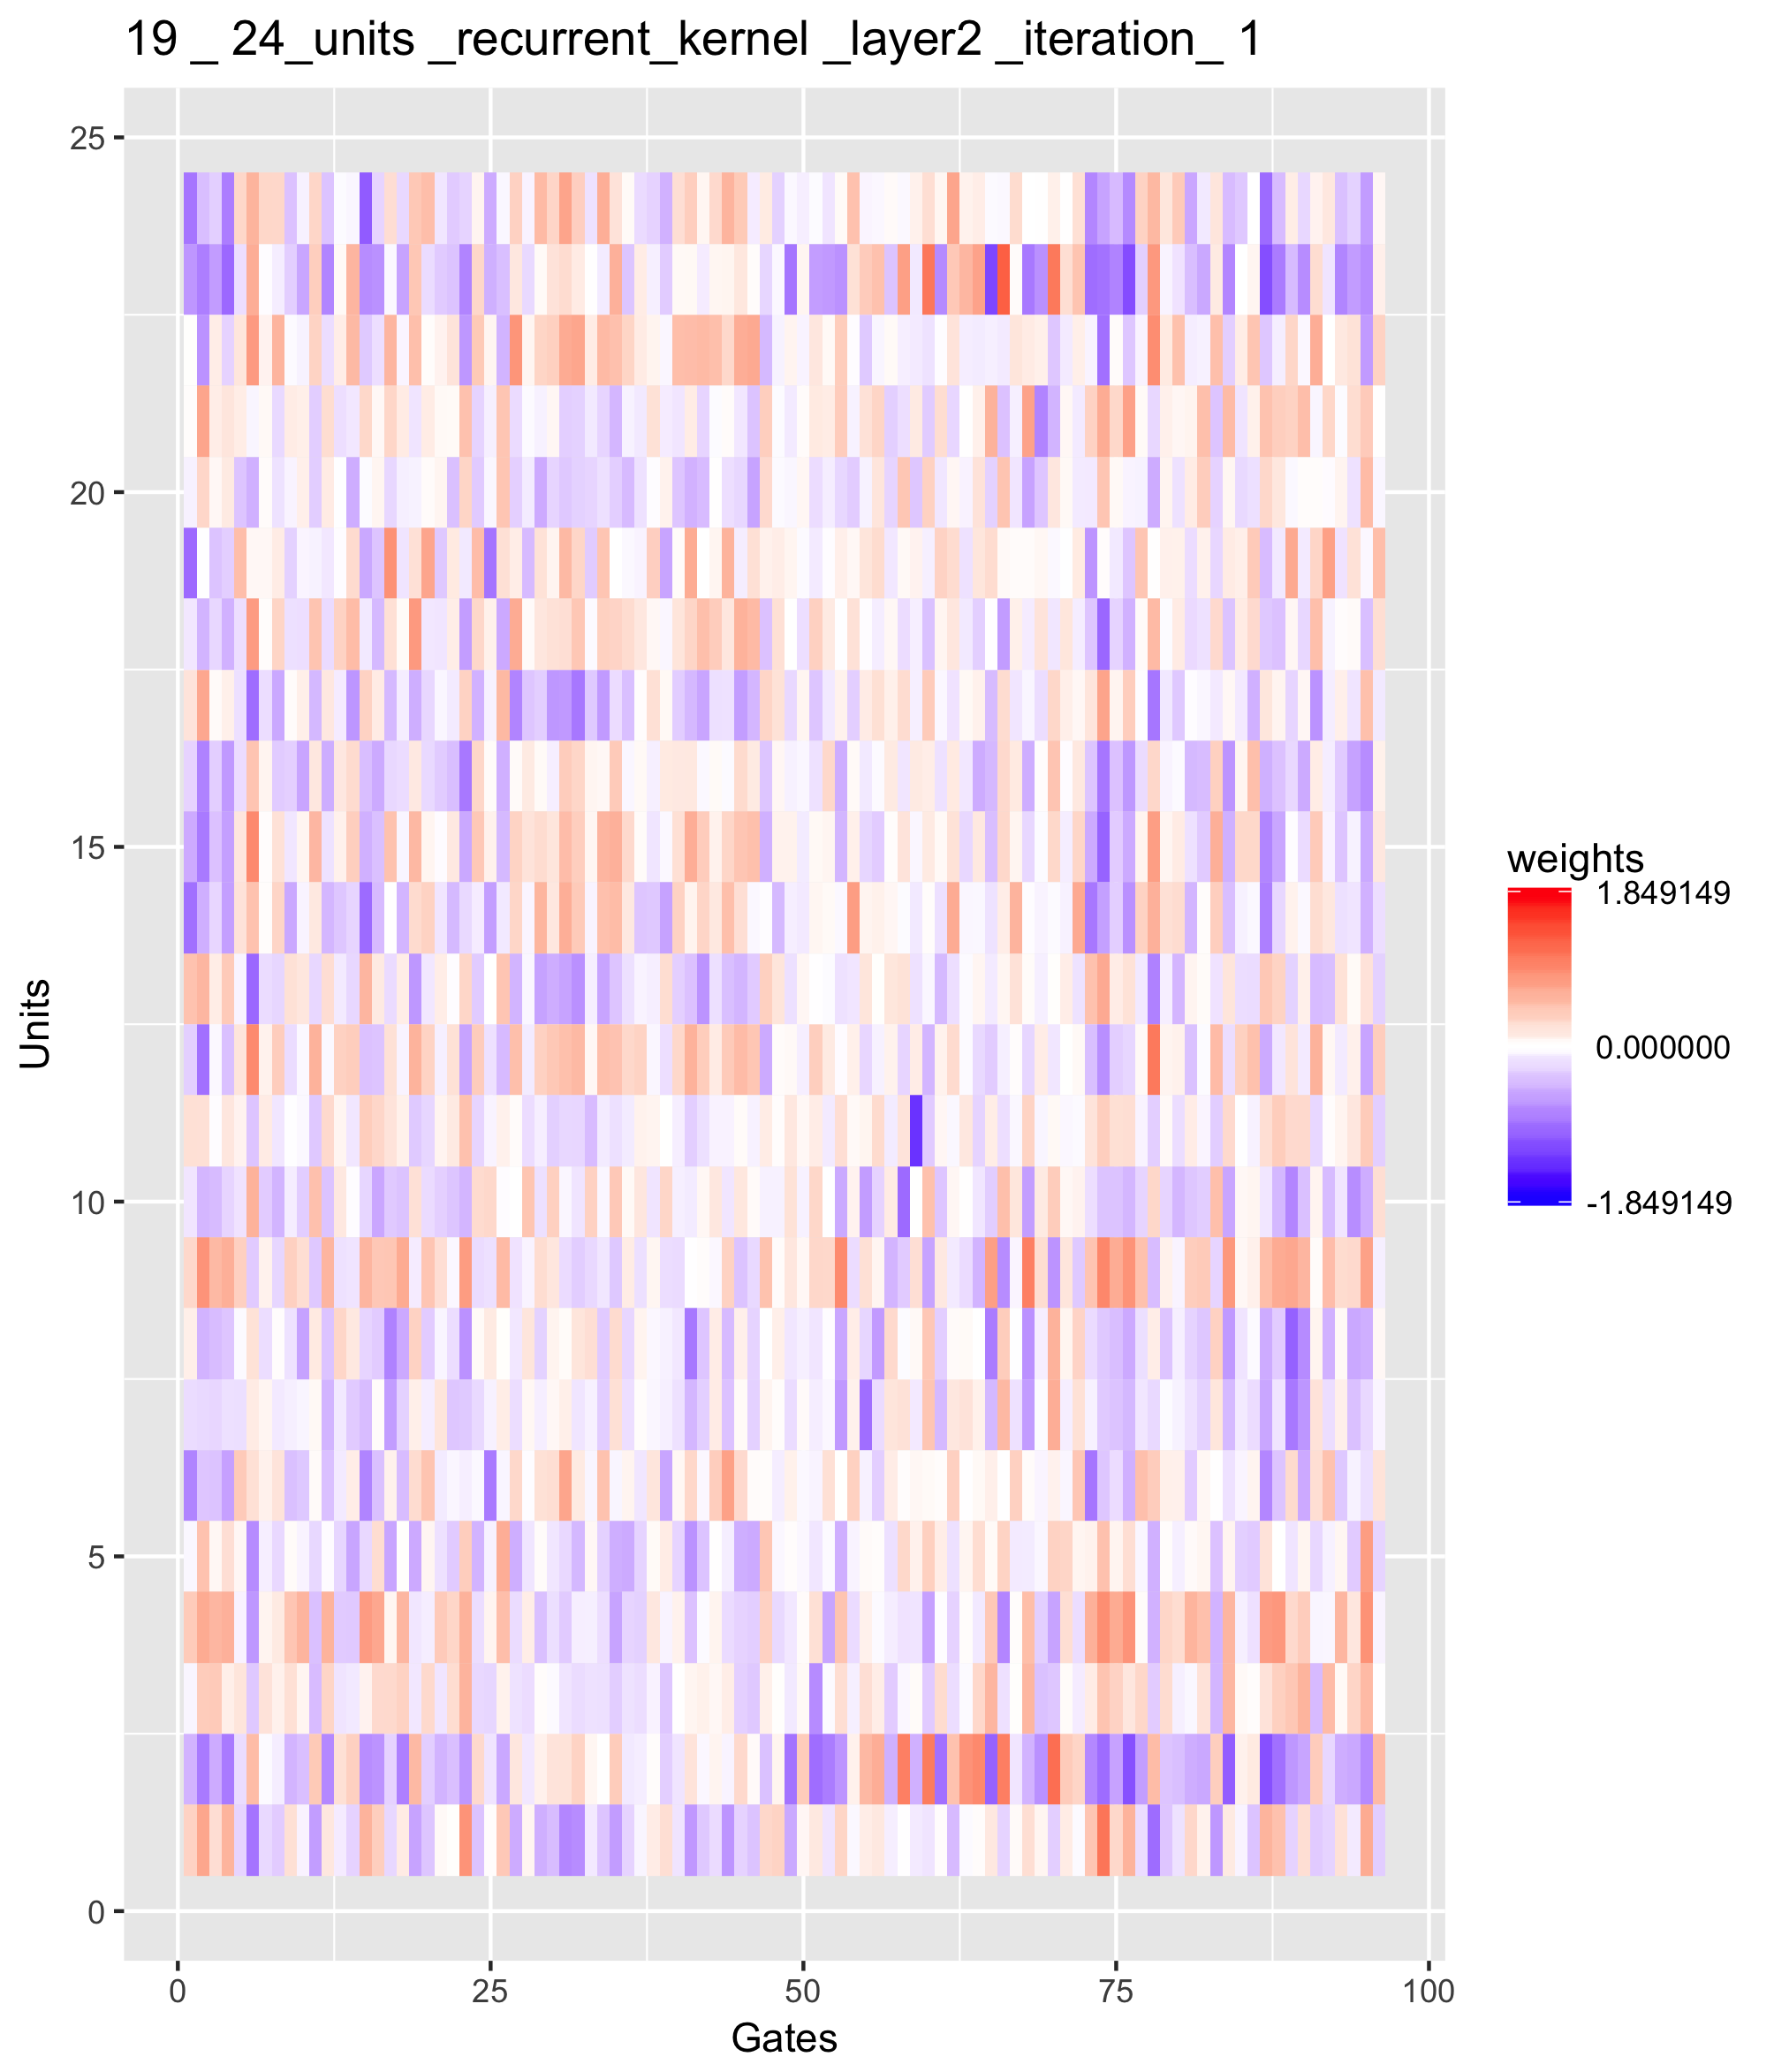 19 _ 24_units _recurrent_kernel _layer2 _iteration_ 1
25
20
15
10
5
0
Units
0 25 50 75 100
Gates
weights
1.849149
0.000000
-1.849149